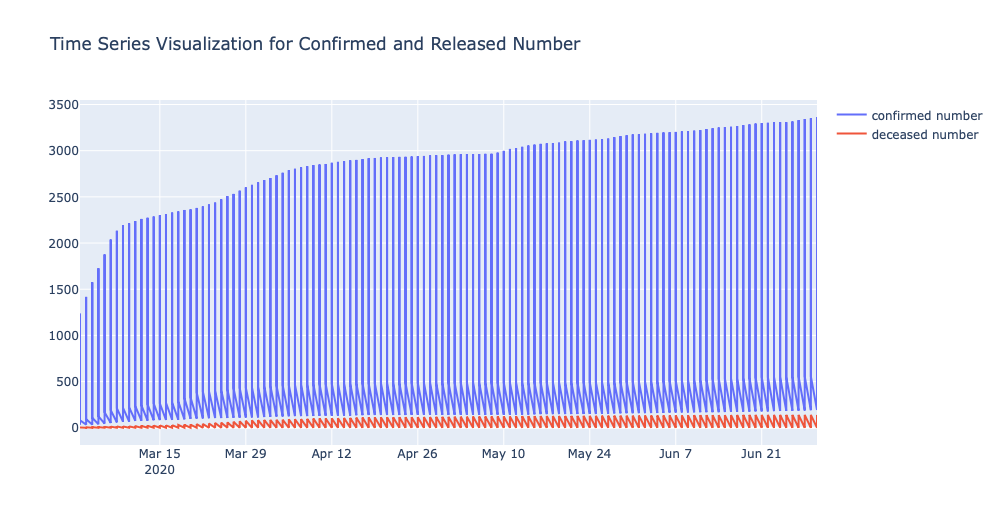 Time Series Visualization for Confirmed and Released Number
3500
3000
2500
2000
1500
1000
500
0
Mar 15
2020
Mar 29
Apr 12
Apr 26
May 10
May 24
Jun 7
Jun 21
confirmed number
deceased number